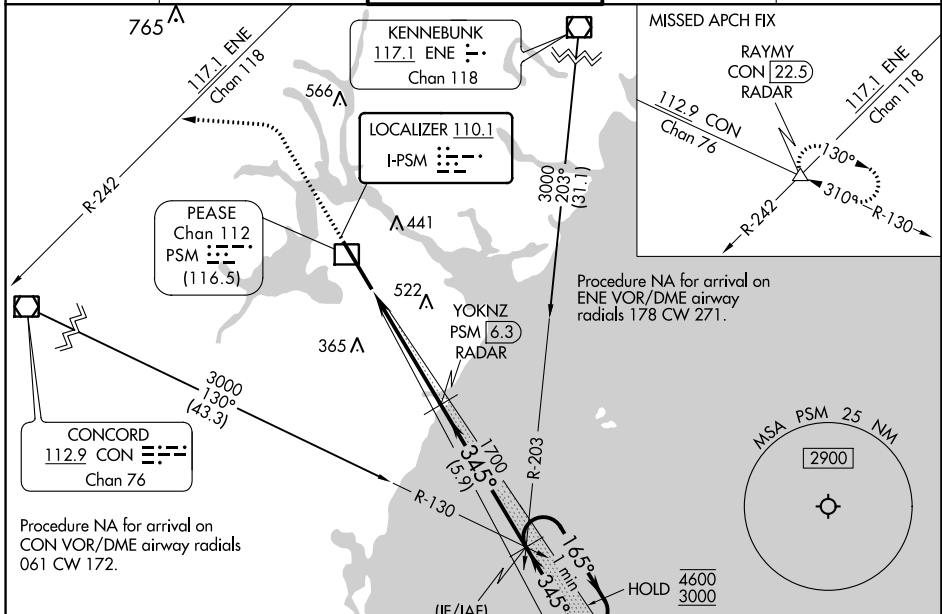 765
117.1 ENE
Chan 118
KENNEBUNK
117.1 ENE
Chan 118
566
LOCALIZER 110.1
I-PSM
R-242
PEASE
Chan 112
PSM
(116.5)
441
3000
203°
(31.1)
522
YOKNZ
PSM 6.3
RADAR
365
3000
130°
(43.3)
CONCORD
112.9 CON
Chan 76
R-130
R-203
1700
345°
(5.9)
Procedure NA for arrival on
CON VOR/DME airway radials
061 CW 172.
165°
1 min
345°
HOLD
4600
3000
(IF/IAF)
MISSED APCH FIX
RAYMY
CON 22.5
RADAR
117.1 ENE
Chan 118
112.9 CON
Chan 76
130°
310°
R-130
R-242
Procedure NA for arrival on
ENE VOR/DME airway
radials 178 CW 271.
MSA PSM 25 NM
2900